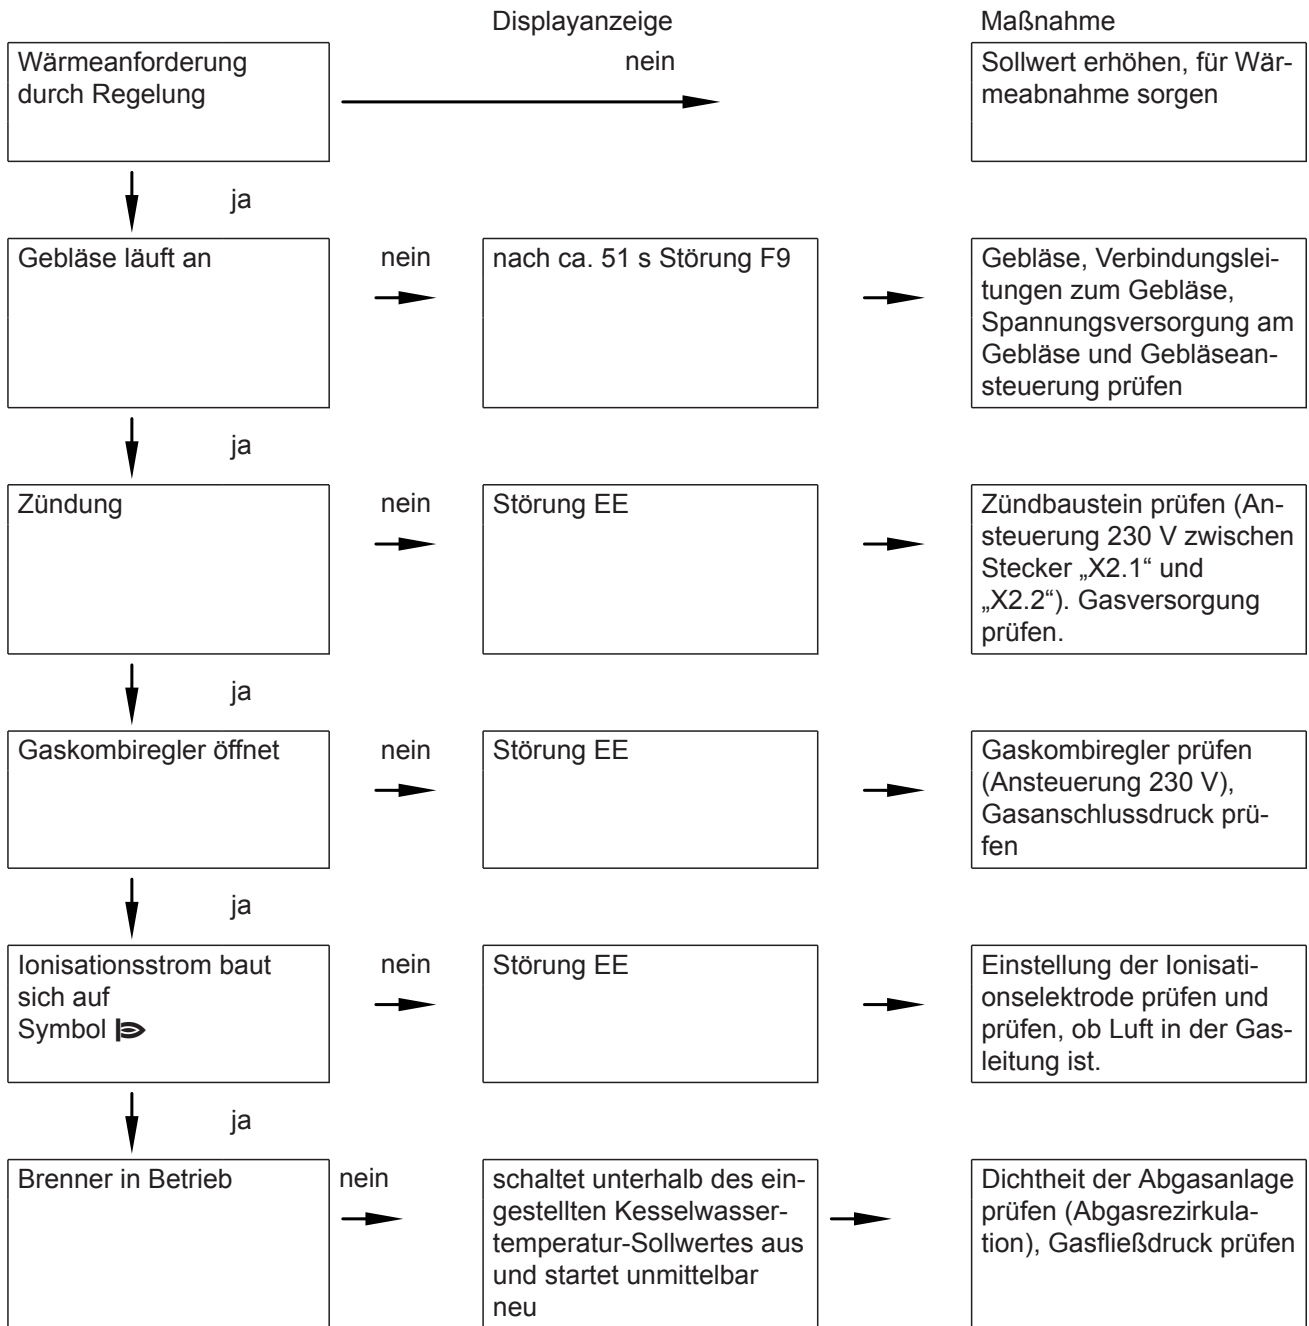 Displayanzeige
Maßnahme
Wärmeanforderung
durch Regelung
nein
Sollwert erhöhen, für Wär-
meabnahme sorgen
ja
Gebläse läuft an
nein
nach ca. 51 s Störung F9
Gebläse, Verbindungslei-
tungen zum Gebläse,
Spannungsversorgung am
Gebläse und Gebläsean-
steuerung prüfen
ja
Zündung
nein
Störung EE
Zündbaustein prüfen (An-
steuerung 230 V zwischen
Stecker „X2.1“ und
„X2.2“). Gasversorgung
prüfen.
ja
Gaskombiregler öffnet
nein
Störung EE
Gaskombiregler prüfen
(Ansteuerung 230 V),
Gasanschlussdruck prü-
fen
ja
Ionisationsstrom baut
sich auf
Symbol
nein
Störung EE
Einstellung der Ionisati-
onselektrode prüfen und
prüfen, ob Luft in der Gas-
leitung ist.
ja
Brenner in Betrieb
nein
schaltet unterhalb des ein-
gestellten Kesselwasser-
temperatur-Sollwertes aus
und startet unmittelbar
neu
Dichtheit der Abgasanlage
prüfen (Abgasrezirkula-
tion), Gasfließdruck prüfen